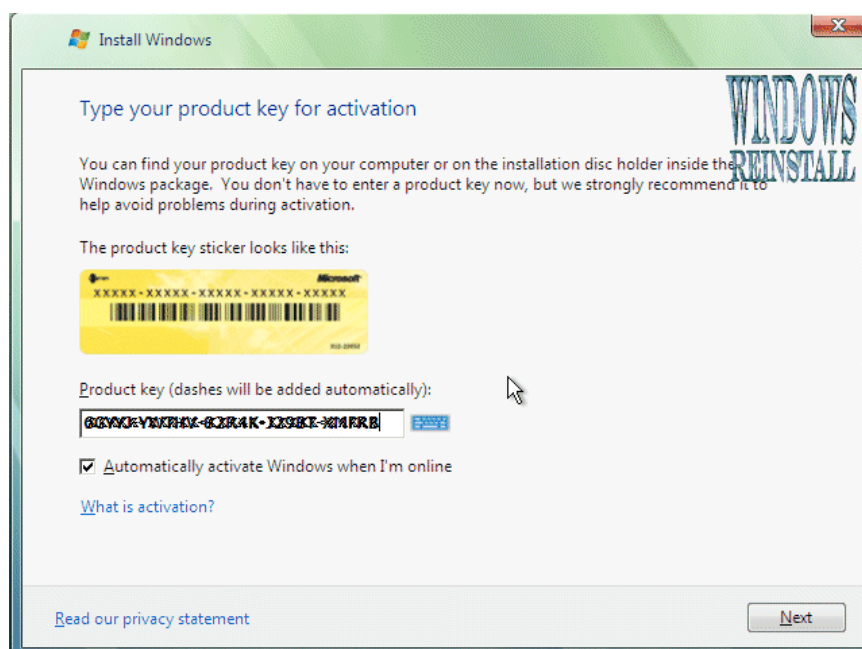 Install Windows
Type your product key for activation
WINDOWS
REINSTALL
You can find your product key on your computer or on the installation disc holder inside the
Windows package. You don't have to enter a product key now, but we strongly recommend it to
help avoid problems during activation.
The product key sticker looks like this:
Microsoft
XXXXX-XXXXX-XXXXX-XXXXX-XXXXX
Product key (dashes will be added automatically):
Automatically activate Windows when I'm online
What is activation?
Read our privacy statement
Next